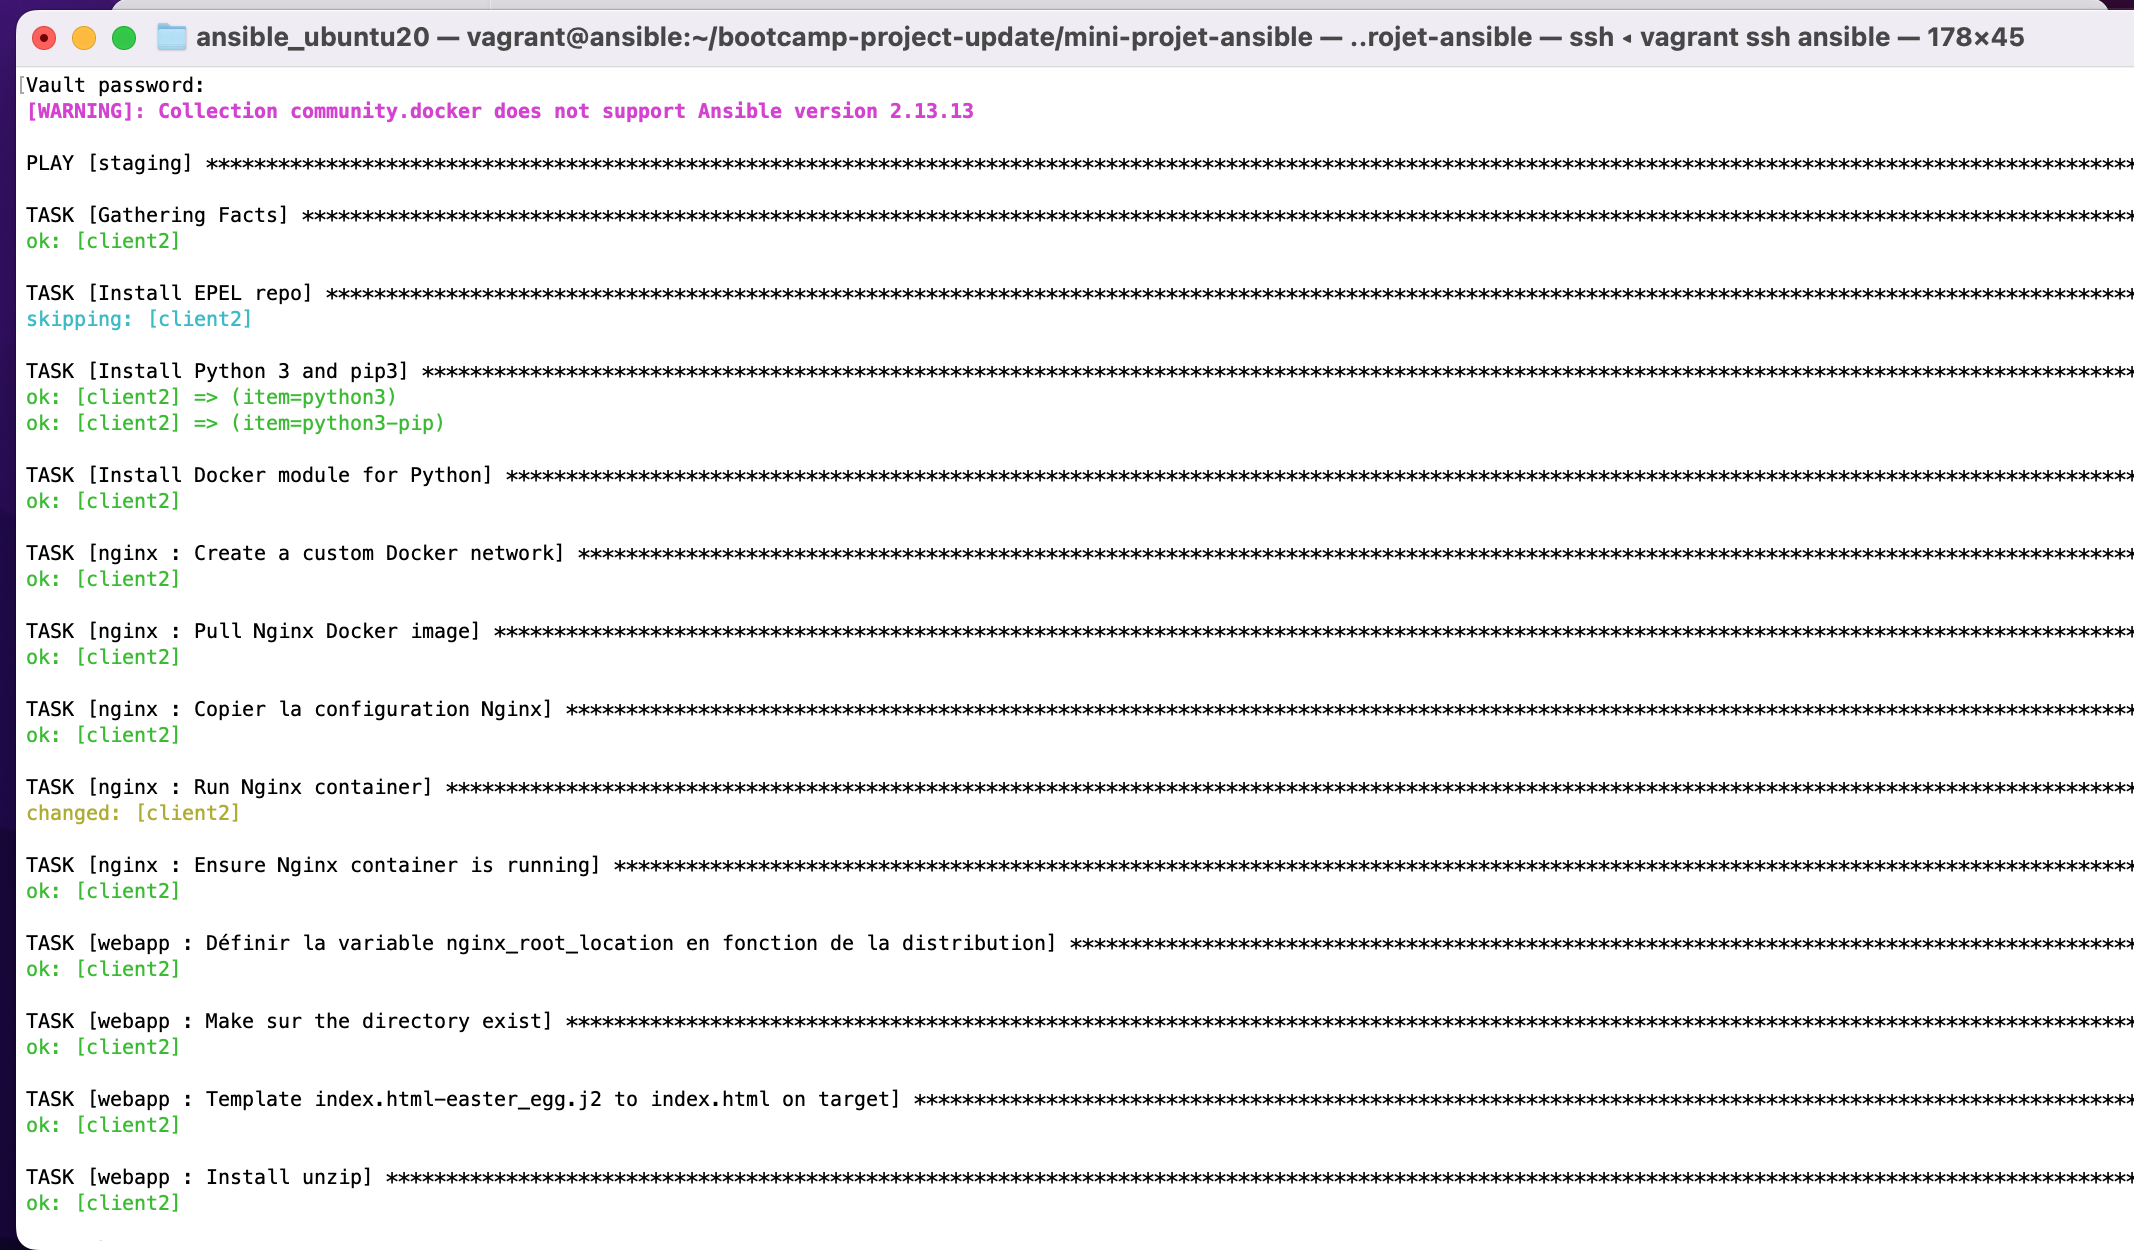 ansible_ubuntu20 — vagrant@ansible:~/bootcamp-project-update/mini-projet-ansible — ..rojet-ansible — ssh ◂ vagrant ssh ansible — 178×45
[Vault password:
[WARNING]: Collection community.docker does not support Ansible version 2.13.13
PLAY [staging] ****************************************************************************************************************************************************************
TASK [Gathering Facts] ********************************************************************************************************************************************************
ok: [client2]
TASK [Install EPEL repo] ******************************************************************************************************************************************************
skipping: [client2]
TASK [Install Python 3 and pip3] **********************************************************************************************************************************************
ok: [client2] => (item=python3)
ok: [client2] => (item=python3-pip)
TASK [Install Docker module for Python] ***************************************************************************************************************************************
ok: [client2]
TASK [nginx : Create a custom Docker network] *********************************************************************************************************************************
ok: [client2]
TASK [nginx : Pull Nginx Docker image] ****************************************************************************************************************************************
ok: [client2]
TASK [nginx : Copier la configuration Nginx] **********************************************************************************************************************************
ok: [client2]
TASK [nginx : Run Nginx container] ********************************************************************************************************************************************
changed: [client2]
TASK [nginx : Ensure Nginx container is running] ******************************************************************************************************************************
ok: [client2]
TASK [webapp : Définir la variable nginx_root_location en fonction de la distribution] ****************************************************************************************
ok: [client2]
TASK [webapp : Make sur the directory exist] **********************************************************************************************************************************
ok: [client2]
TASK [webapp : Template index.html-easter_egg.j2 to index.html on target] *****************************************************************************************************
ok: [client2]
TASK [webapp : Install unzip] *************************************************************************************************************************************************
ok: [client2]